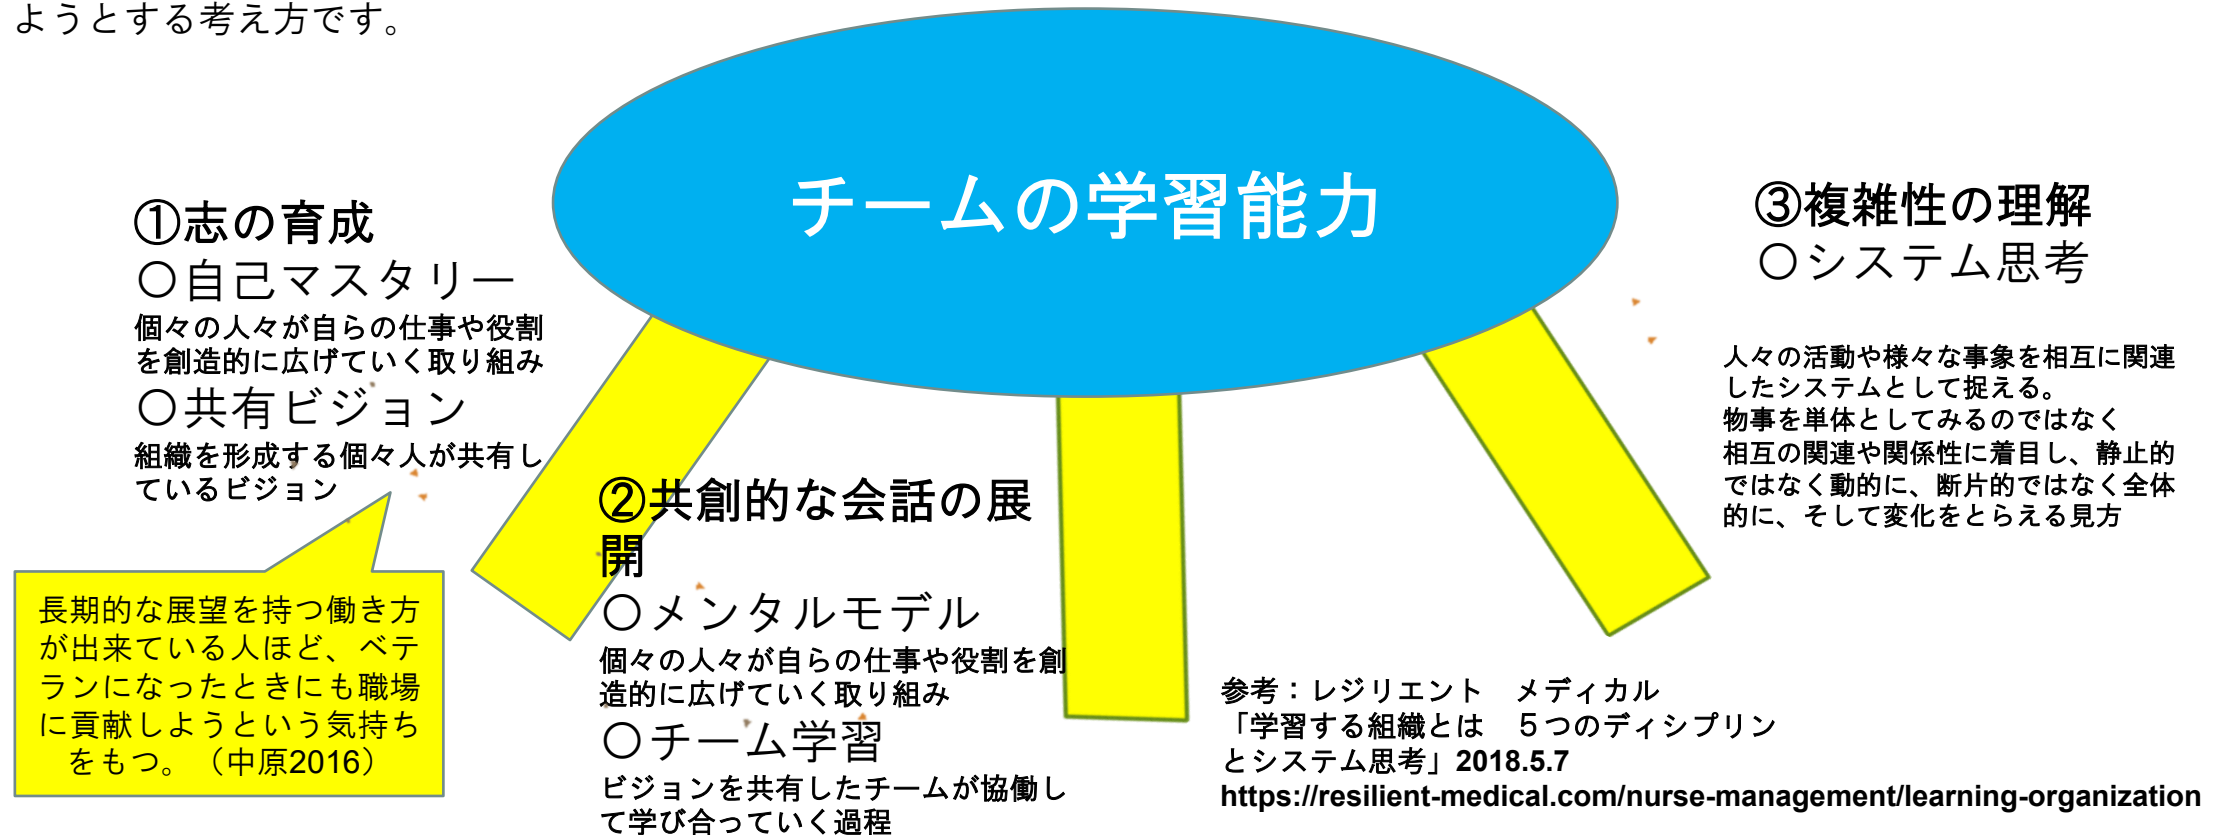 ようとする考え方です。
チームの学習能力
①志の育成
〇自己マスタリー
個々の人々が自らの仕事や役割
を創造的に広げていく取り組み
〇共有ビジョン
組織を形成する個々人が共有し
ているビジョン
長期的な展望を持つ働き方
が出来ている人ほど、ベテ
ランになったときにも職場
に貢献しようという気持ち
をもつ。（中原2016）
②共創的な会話の展
開
〇メンタルモデル
個々の人々が自らの仕事や役割を創
造的に広げていく取り組み
〇チーム学習
ビジョンを共有したチームが協働し
て学び合っていく過程
③複雑性の理解
〇システム思考
人々の活動や様々な事象を相互に関連
したシステムとして捉える。
物事を単体としてみるのではなく
相互の関連や関係性に着目し、静止的
ではなく動的に、断片的ではなく全体
的に、そして変化をとらえる見方
参考：レジリエント　メディカル
「学習する組織とは　５つのディシプリン
とシステム思考」2018.5.7
https://resilient-medical.com/nurse-management/learning-organization